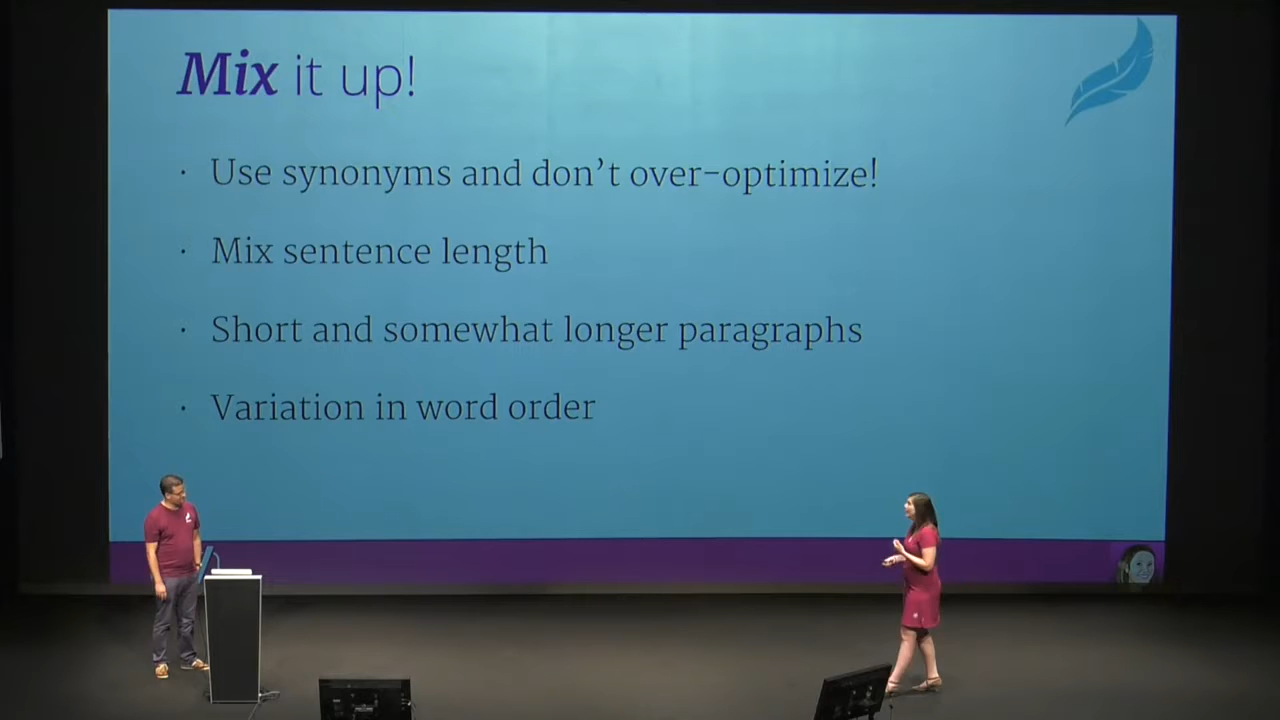 Mix it up!
· Use synonyms and don't over-optimize!
· Mix sentence length
· Short and somewhat longer paragraphs
· Variation in word order